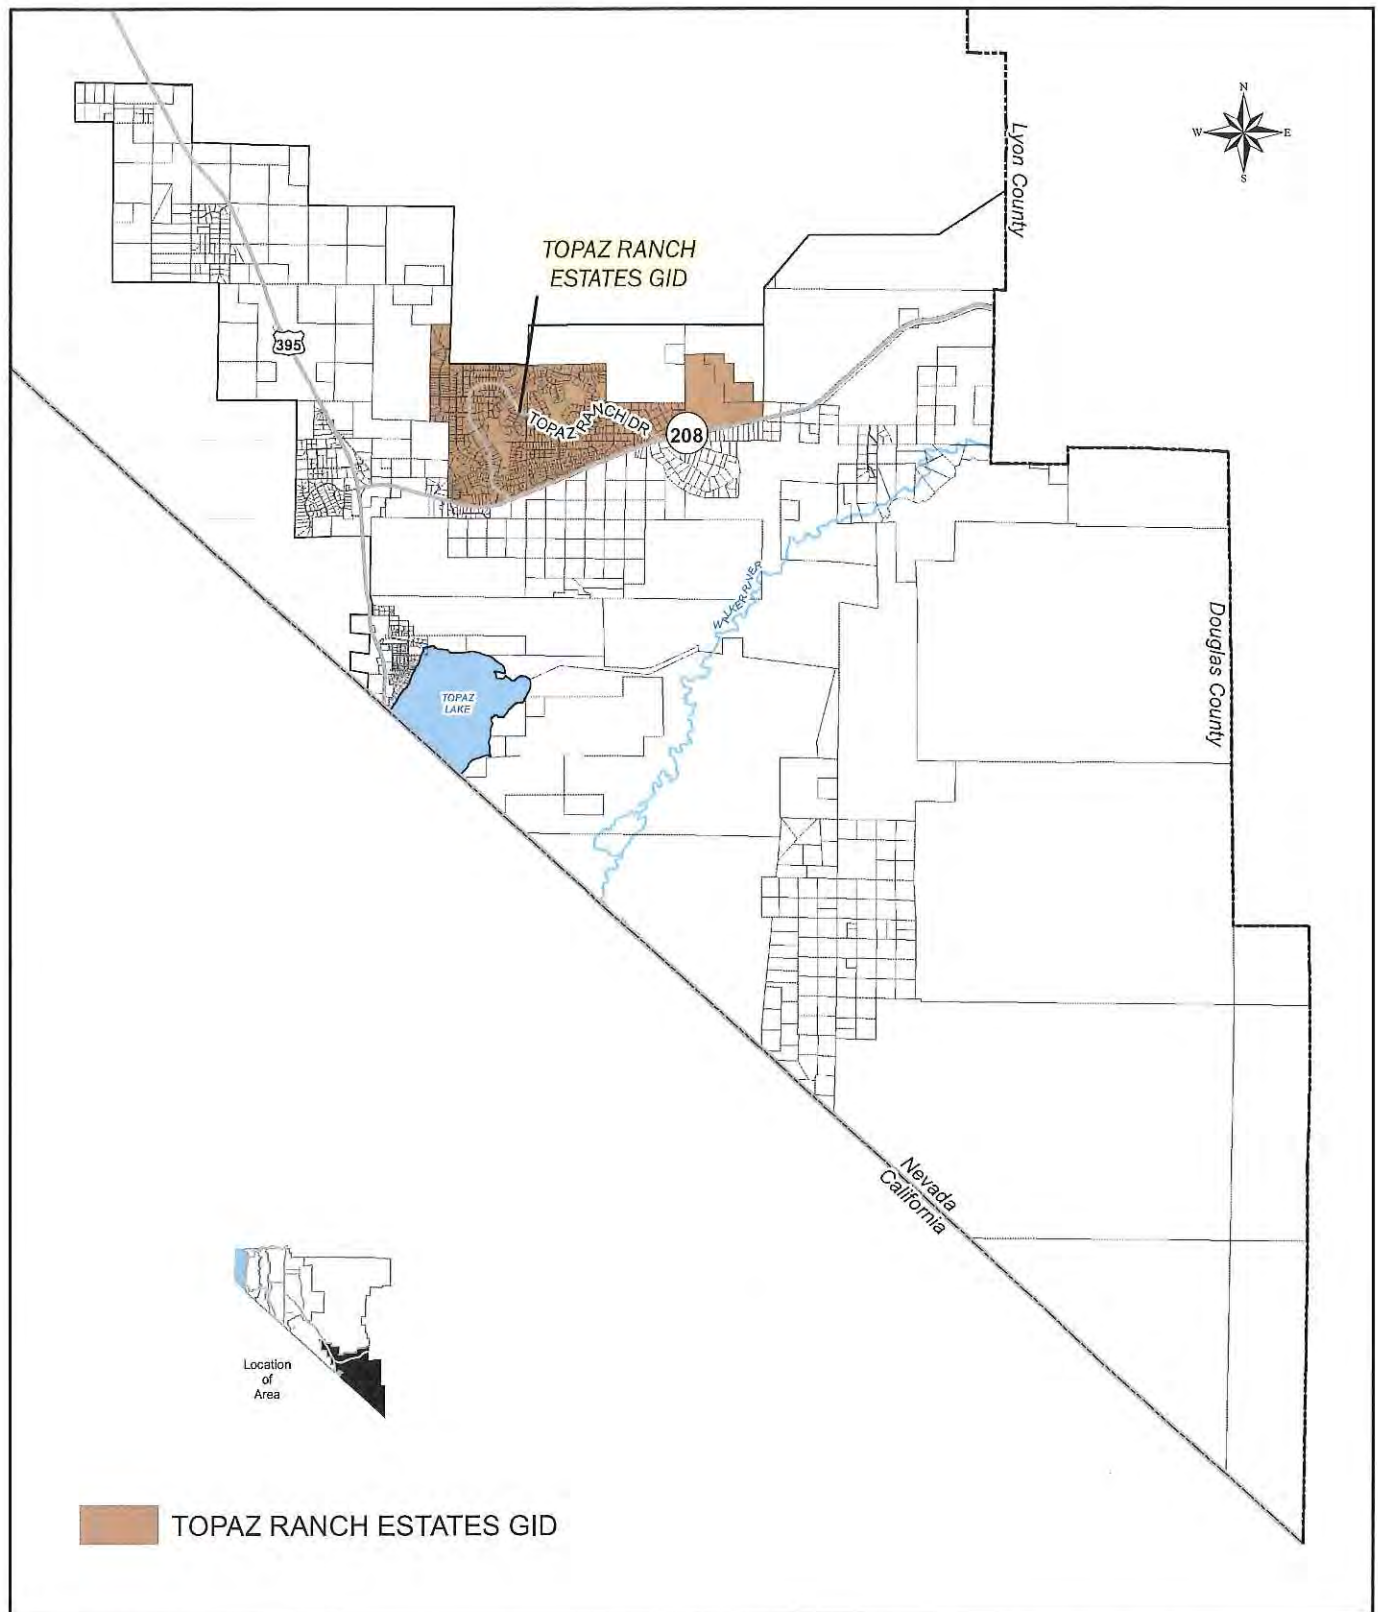 N
W
E
S
Lyon County
TOPAZ RANCH
ESTATES GID
395
TOPAZ RANCH DR
208
WALKER RIVER
Douglas County
TOPAZ
LAKE
Nevada
California
Location
of
Area
TOPAZ RANCH ESTATES GID